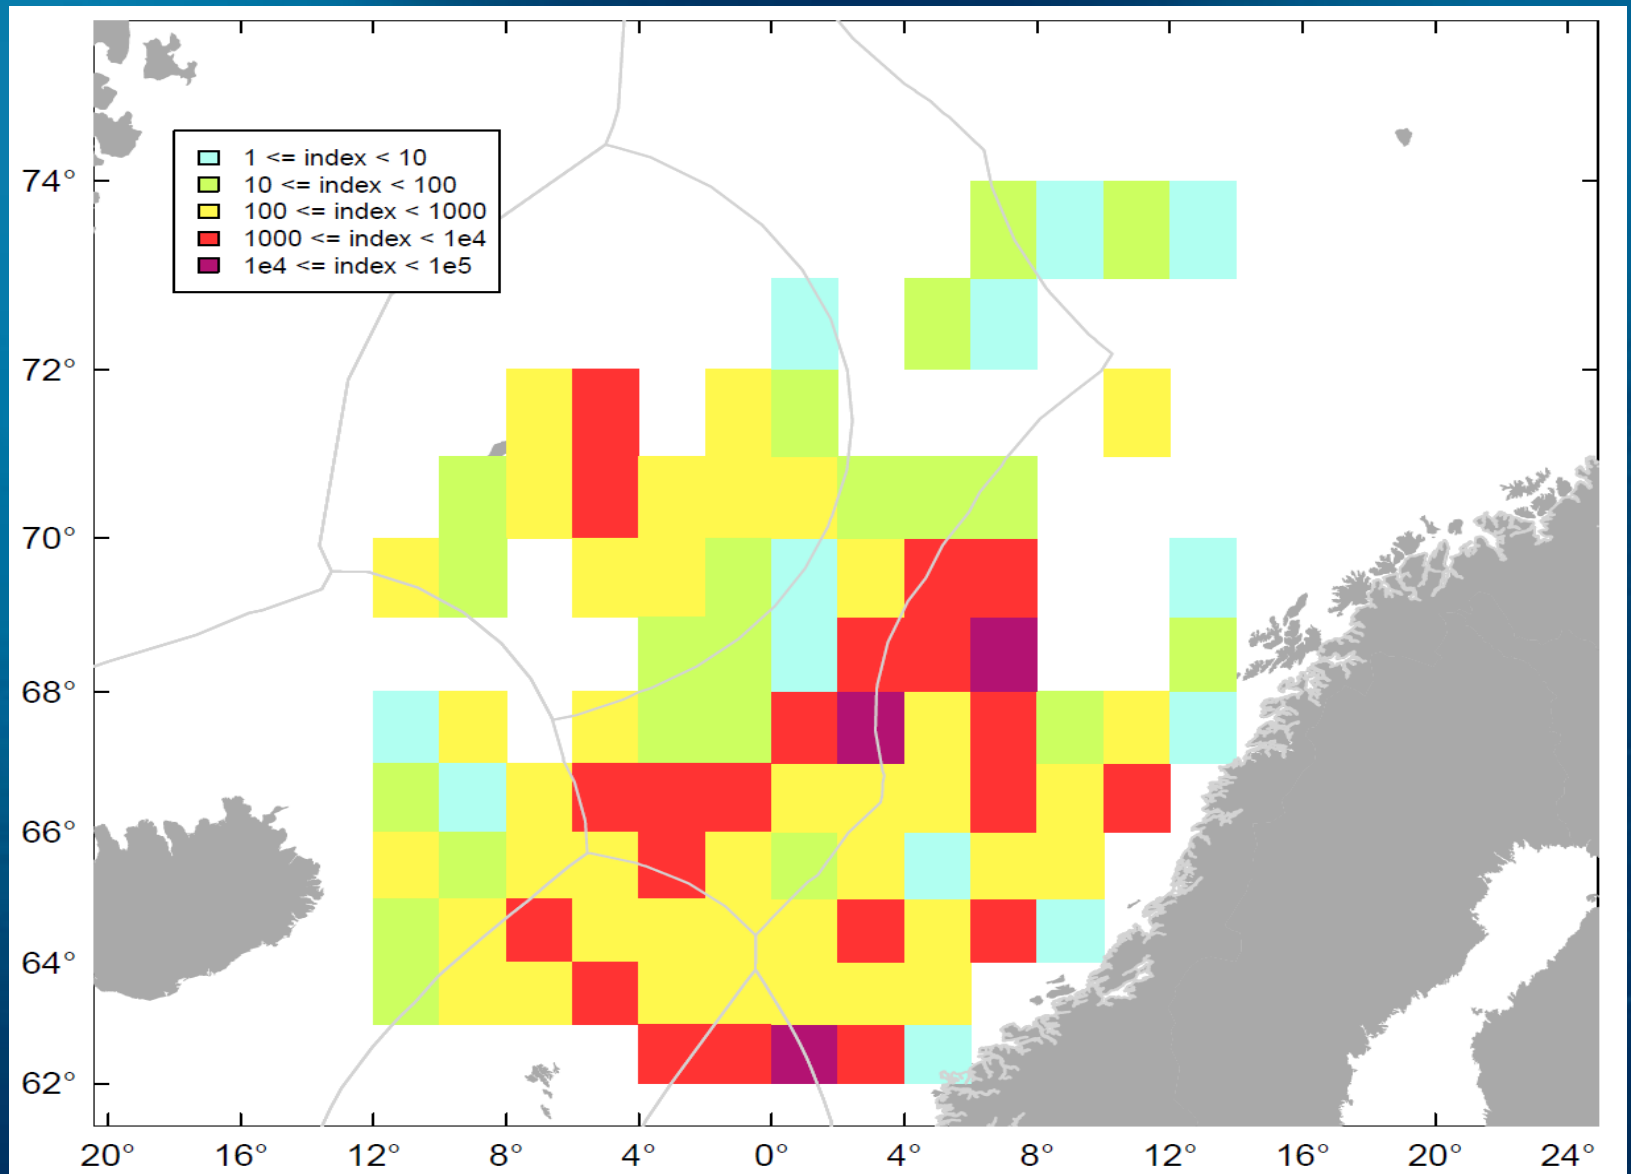 1 <= index < 10
10 <= index < 100
100 <= index < 1000
1000 <= index < 1e4
1e4 <= index < 1e5
74°
72°
70°
68°
66°
64°
62°
20° 16° 12° 8° 4° 0° 4° 8° 12° 16° 20° 24°